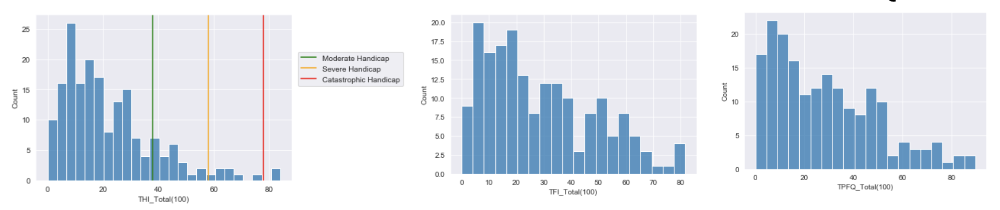 25
20
15
10
5
0
Count
0 20 40 60 80
THI_Total(100)
Moderate Handicap
Severe Handicap
Catastrophic Handicap
20.0
17.5
15.0
12.5
10.0
7.5
5.0
2.5
0.0
Count
0 10 20 30 40 50 60 70 80
TFI_Total(100)
20
15
10
5
0
Count
0 20 40 60 80
TPFQ_Total(100)